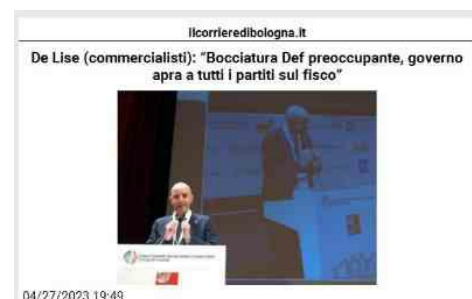 ilcorrieredibologna.it
De Lise (commercialisti): "Bocciatura Def preoccupante, governo
apra a tutti i partiti sul fisco"
04/27/2023 19:49